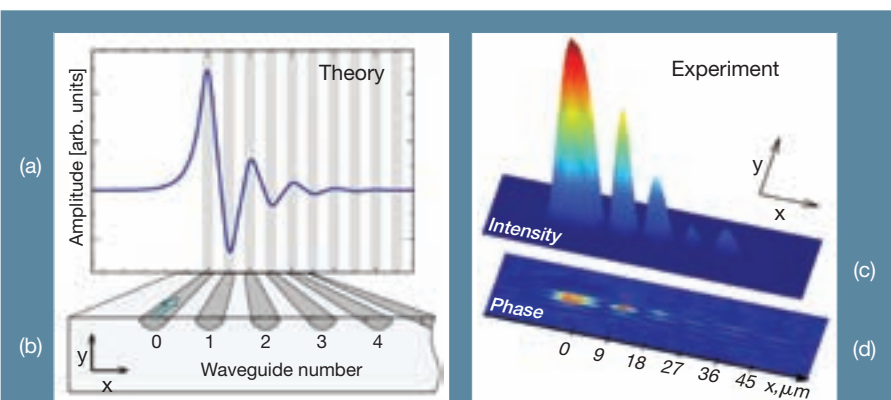 (a)
Amplitude [arb. units]
Theory
(b)
y
x
0 1 2 3 4
Waveguide number
Experiment
y
x
Intensity
(c)
Phase
(d)
0 9 18 27 36 45 x,μm